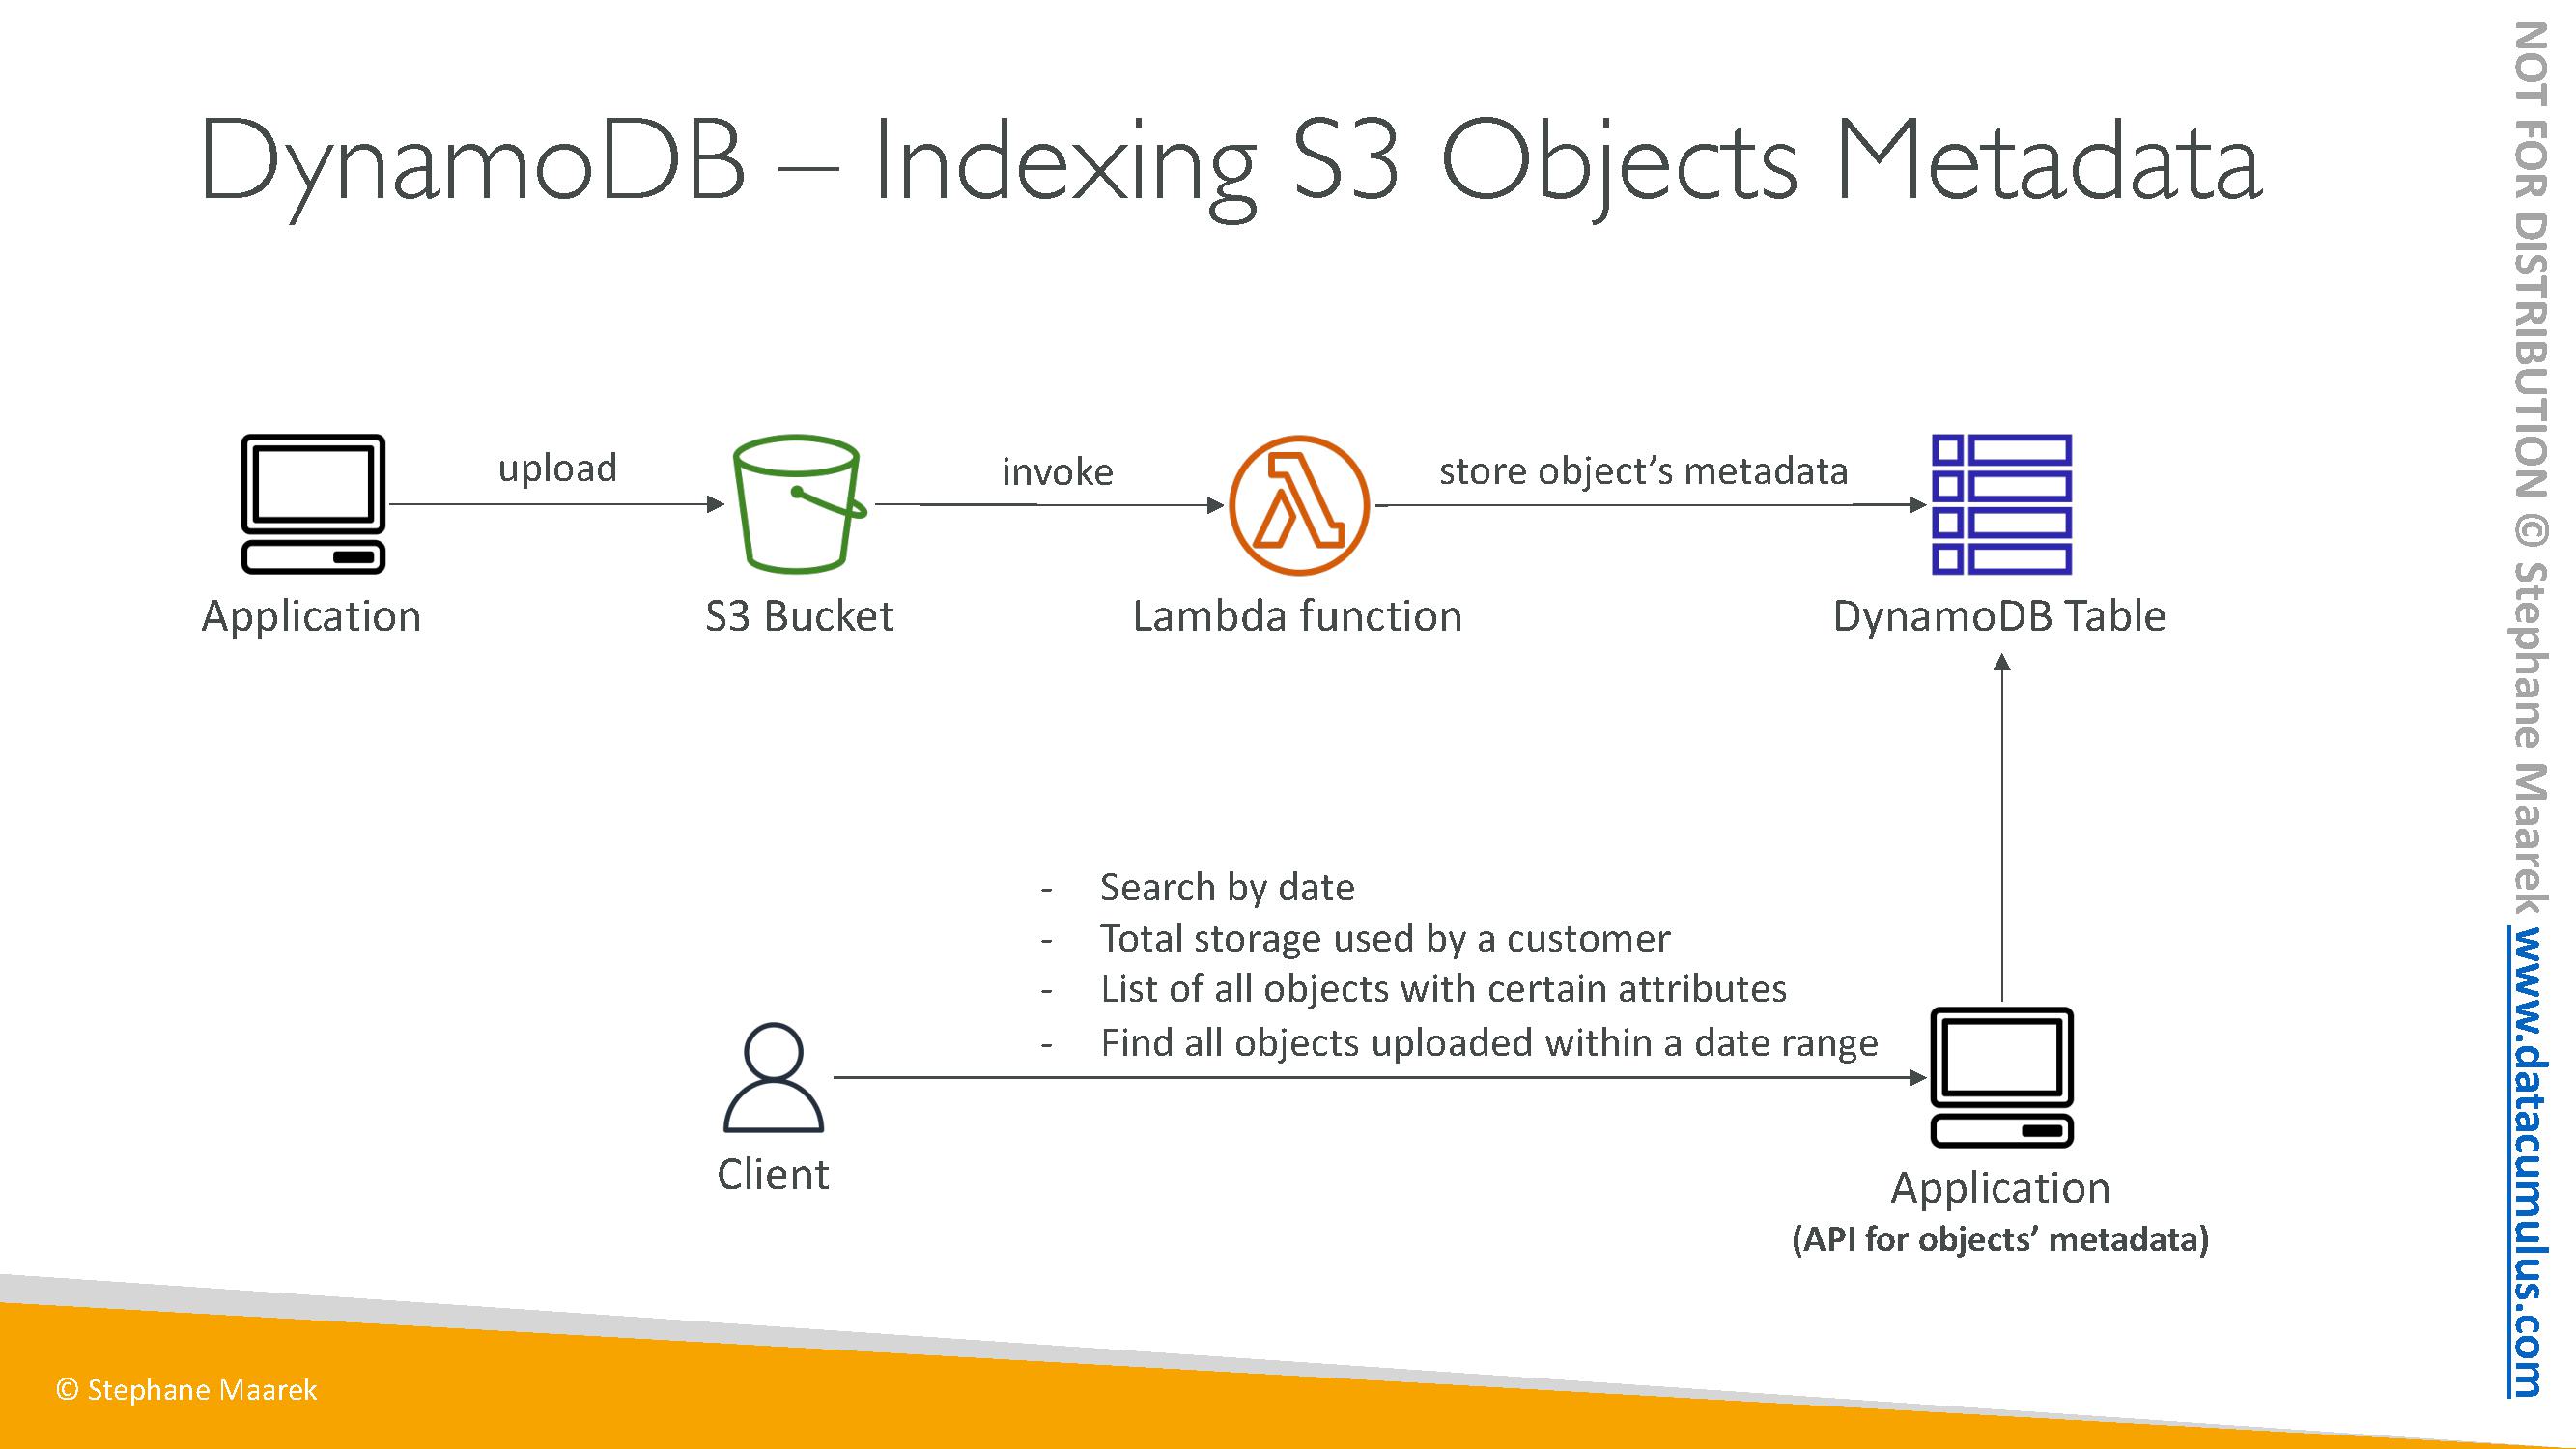 DynamoDB – Indexing S3 Objects Metadata
upload
invoke
store object’s metadata
Application
S3 Bucket
Lambda function
DynamoDB Table
- Search by date
- Total storage used by a customer
- List of all objects with certain attributes
- Find all objects uploaded within a date range
Client
Application
(API for objects’ metadata)
© Stephane Maarek
NOT FOR DISTRIBUTION © Stephane Maarek www.datacumulus.com